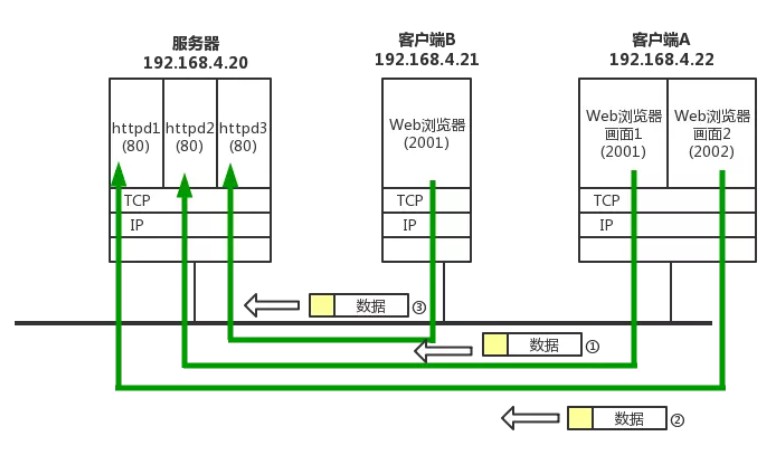 服务器
192.168.4.20
客户端B
192.168.4.21
客户端A
192.168.4.22
httpd1
(80)
httpd2
(80)
httpd3
(80)
Web浏览器
(2001)
Web浏览器
画面1
(2001)
Web浏览器
画面2
(2002)
TCP
IP
TCP
IP
TCP
IP
数据 ③
数据 ①
数据 ②